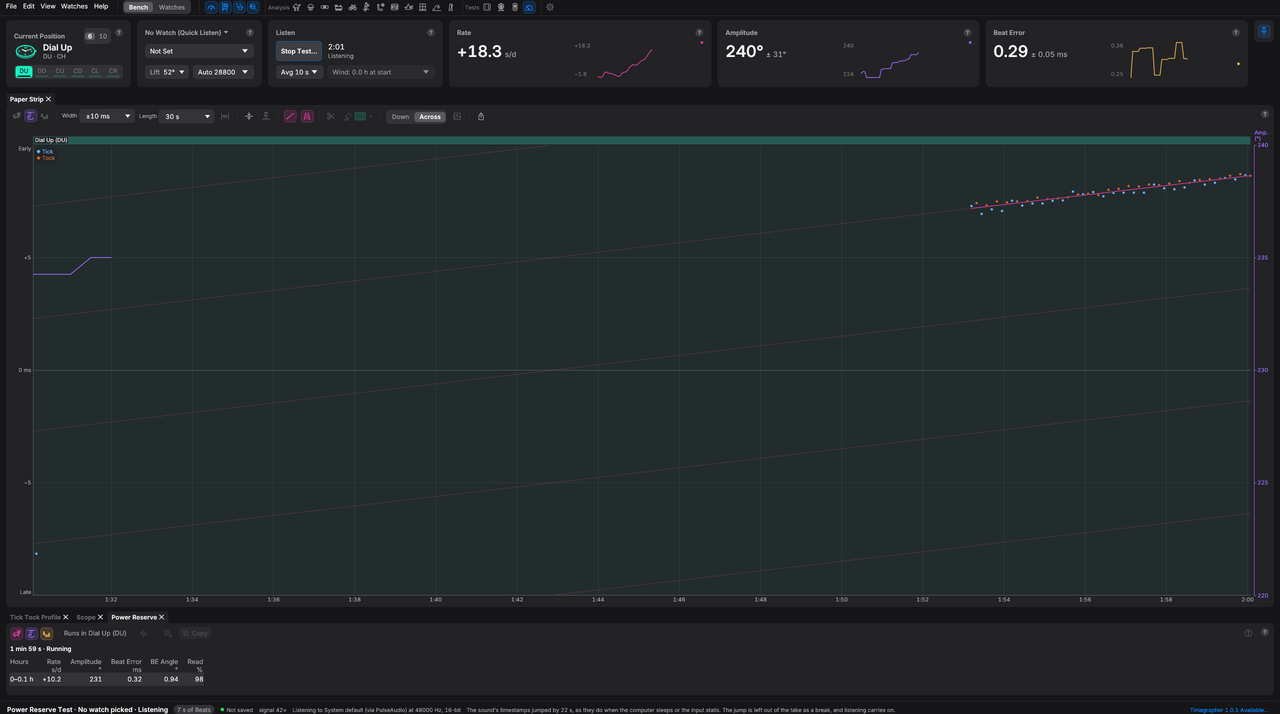 File Edit View Watches Help Bench Watches Analysis Tests
Current Position 6 10
Dial Up
DU · CH
DU DD CU CD CL CR
No Watch (Quick Listen)
Not Set
Lift 52° Auto 28800
Listen
Stop Test... 2:01
Listening
Avg 10 s Wind: 0.0 h at start
Rate
+18.3 s/d
+18.3
−1.8
Amplitude
240° ± 31°
240
224
Beat Error
0.29 ± 0.05 ms
0.38
0.25
Paper Strip
Width ±10 ms Length 30 s Down Across
Dial Up (DU)
Early
Tick
Tock
+5
0 ms
−5
Late
Amp. (°)
240
235
230
225
220
1:32 1:34 1:36 1:38 1:40 1:42 1:44 1:46 1:48 1:50 1:52 1:54 1:56 1:58 2:00
Tick Tock Profile Scope Power Reserve
Runs in Dial Up (DU) Copy
1 min 59 s · Running
Hours Rate Amplitude Beat Error BE Angle Read
s/d ° ms ° %
0–0.1 h +10.2 231 0.32 0.94 98
Power Reserve Test · No watch picked · Listening 7 s of Beats Not saved signal 42× Listening to System default (via PulseAudio) at 48000 Hz, 16-bit The sound's timestamps jumped by 22 s, as they do when the computer sleeps or the input stalls. The jump is left out of the take as a break, and listening carries on. Timegrapher 1.0.1 Available...